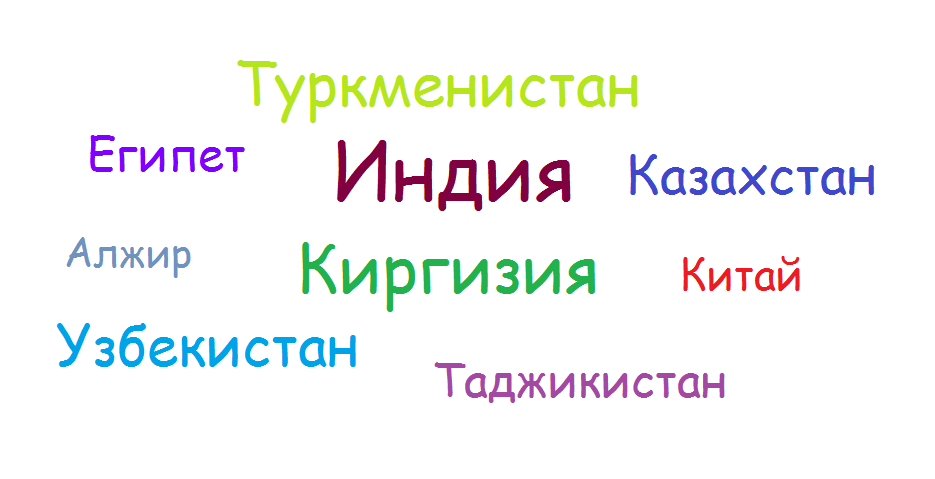 Туркменистан
Египет
Индия
Казахстан
Алжир
Киргизия
Китай
Узбекистан
Таджикистан